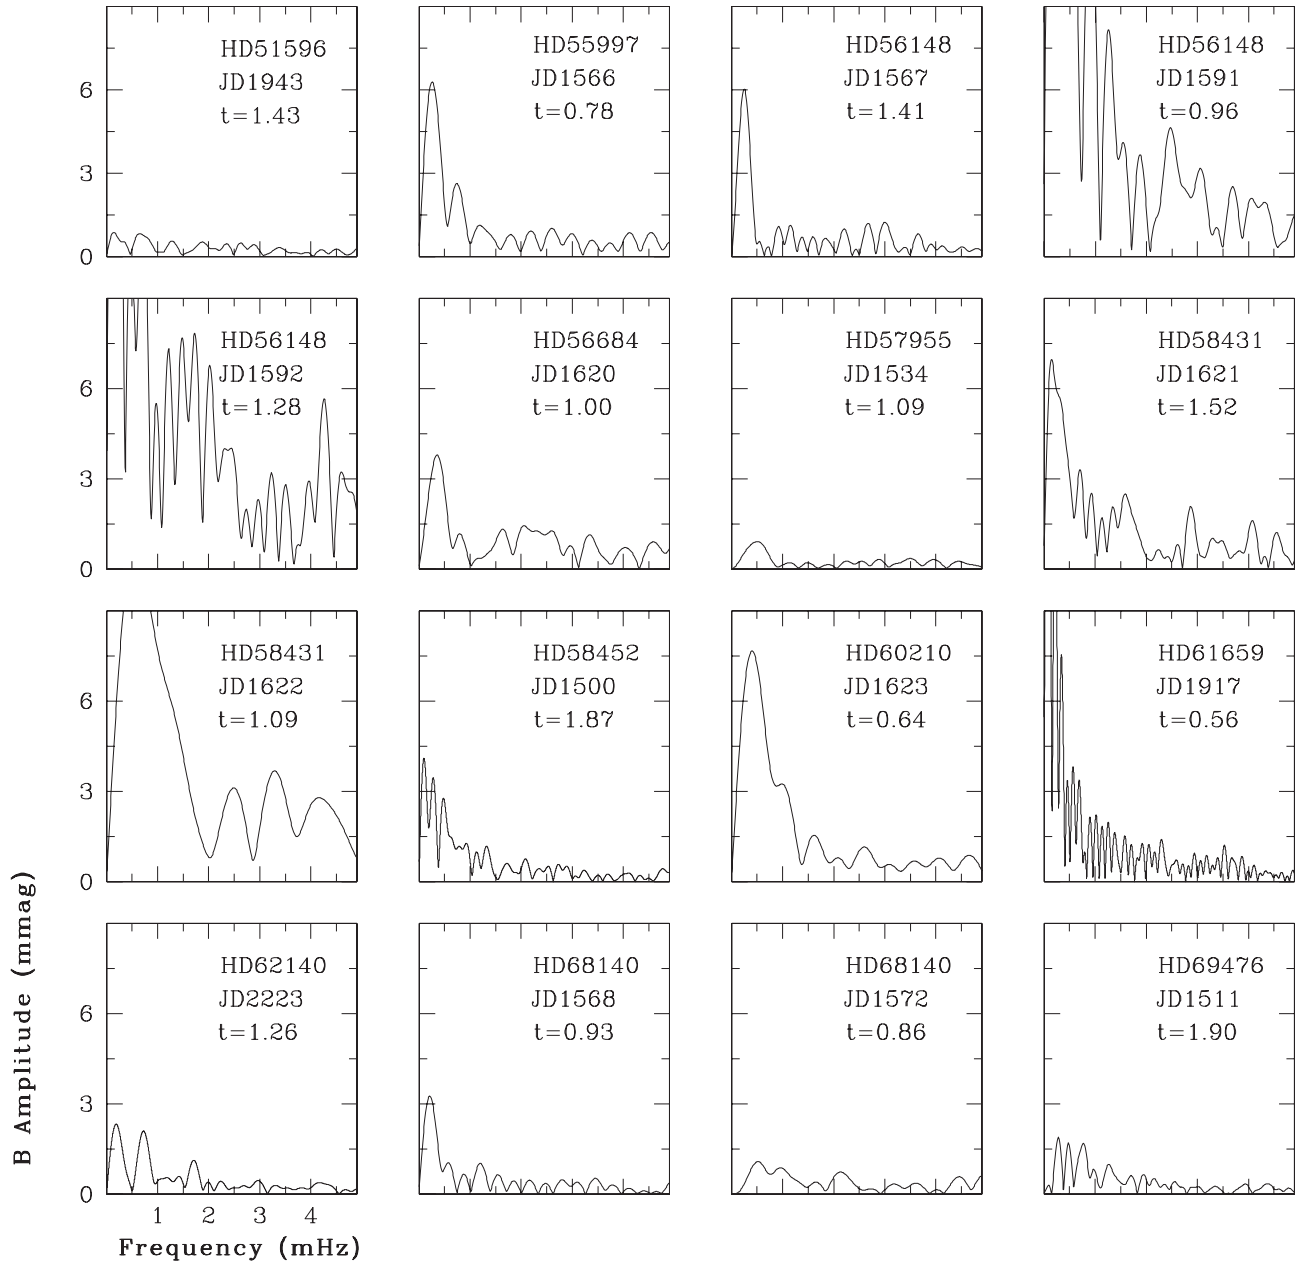 HD51596
JD1943
t=1.43
HD55997
JD1566
t=0.78
HD56148
JD1567
t=1.41
HD56148
JD1591
t=0.96
6
3
0
HD56148
JD1592
t=1.28
HD56684
JD1620
t=1.00
HD57955
JD1534
t=1.09
HD58431
JD1621
t=1.52
6
3
0
HD58431
JD1622
t=1.09
HD58452
JD1500
t=1.87
HD60210
JD1623
t=0.64
HD61659
JD1917
t=0.56
6
3
0
HD62140
JD2223
t=1.26
HD68140
JD1568
t=0.93
HD68140
JD1572
t=0.86
HD69476
JD1511
t=1.90
6
3
0
1 2 3 4
B Amplitude (mmag)
Frequency (mHz)